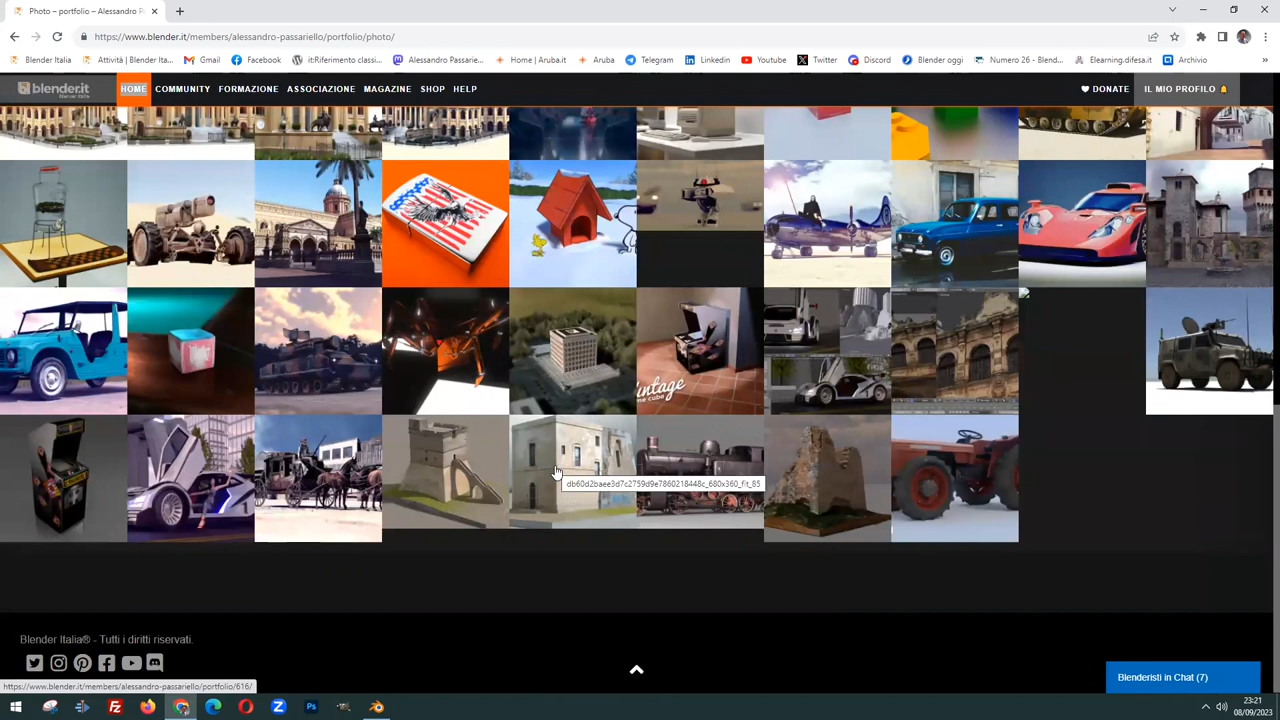 Photo – portfolio – Alessandro Pa
https://www.blender.it/members/alessandro-passariello/portfolio/photo/
Blender Italia
Attività | Blender Ita...
Gmail
Facebook
it:Riferimento classi...
Alessandro Passarie...
Home | Aruba.it
Aruba
Telegram
Linkedin
Youtube
Twitter
Discord
Blender oggi
Numero 26 - Blend...
Elearning.difesa.it
Archivio
»
blender.it
HOME
COMMUNITY
FORMAZIONE
ASSOCIAZIONE
MAGAZINE
SHOP
HELP
DONATE
IL MIO PROFILO
db60d2baee3d7c2759d9e7860218448c_680x360_fit_85
Blender Italia® - Tutti i diritti riservati.
https://www.blender.it/members/alessandro-passariello/portfolio/616/
Blenderisti in Chat (7)
23:21
08/09/2023